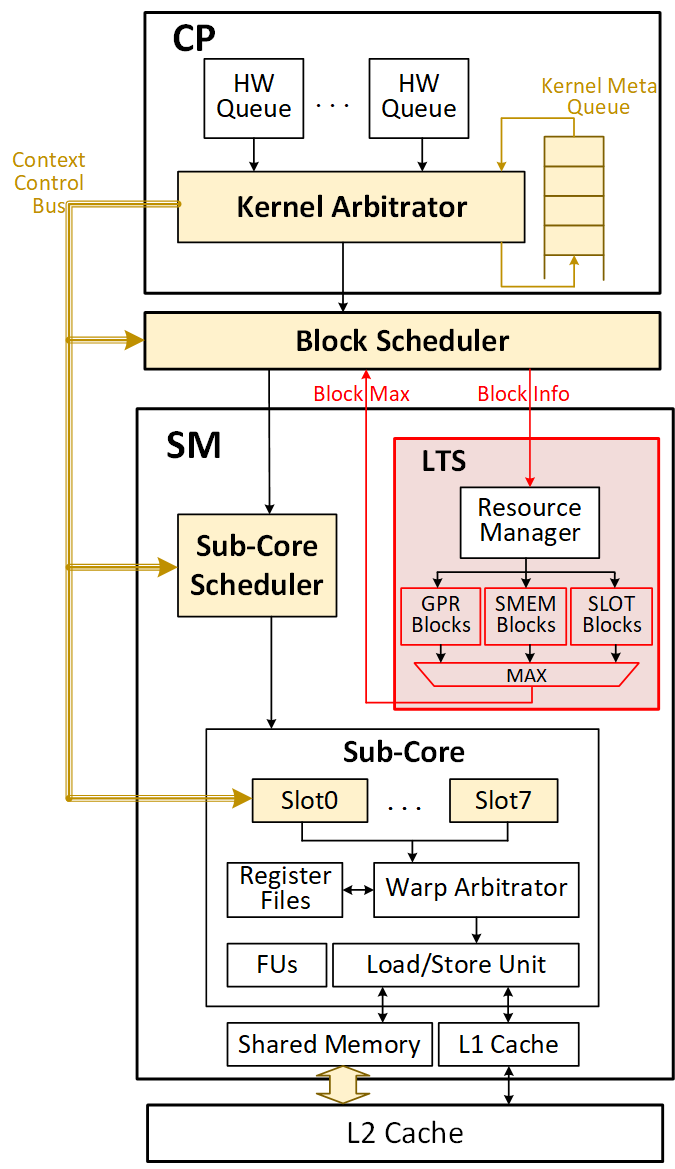 CP
HW
Queue
. . .
HW
Queue
Kernel Meta
Queue
Context
Control
Bus
Kernel Arbitrator
Block Scheduler
Block Max
Block Info
SM
LTS
Resource
Manager
Sub-Core
Scheduler
GPR
Blocks
SMEM
Blocks
SLOT
Blocks
MAX
Sub-Core
Slot0
. . .
Slot7
Register
Files
Warp Arbitrator
FUs
Load/Store Unit
Shared Memory
L1 Cache
L2 Cache